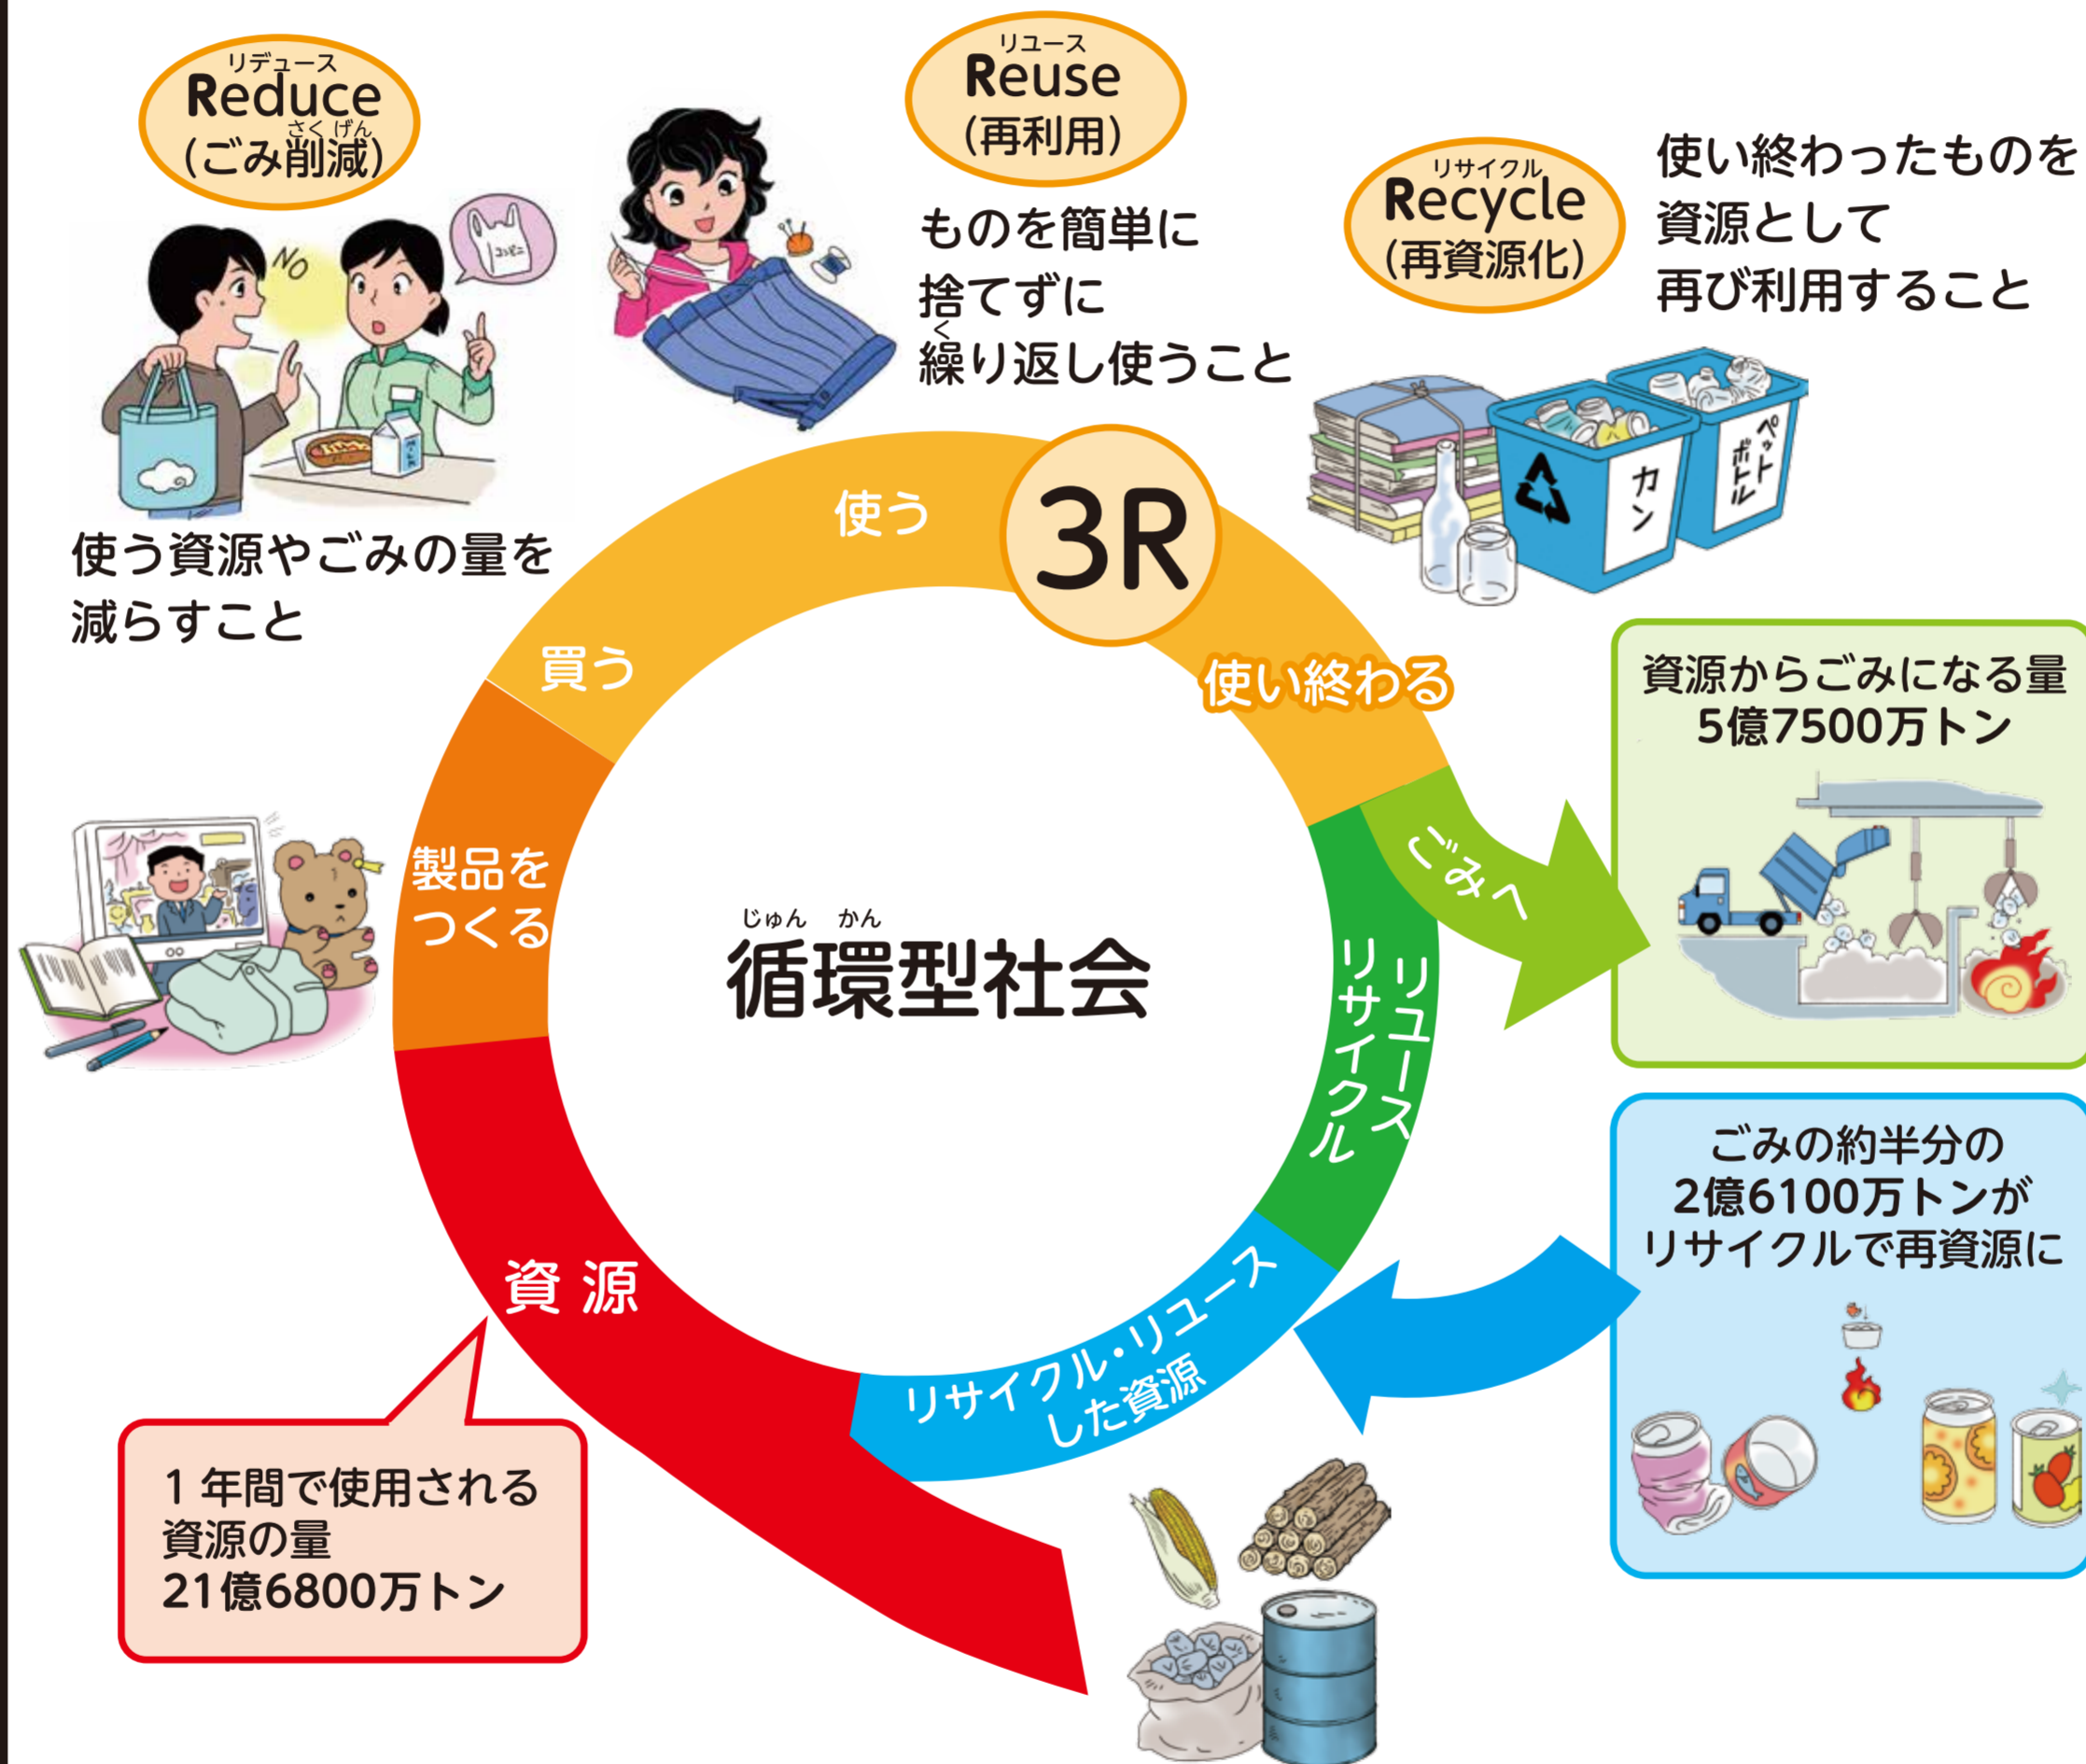 リデュース
Reduce
さくげん
(ごみ削減)
NO
コンビニ
使う資源やごみの量を
減らすこと
リユース
Reuse
(再利用)
ものを簡単に
捨てずに
く
繰り返し使うこと
リサイクル
Recycle
(再資源化)
使い終わったものを
資源として
再び利用すること
カン
ペット
ボトル
3R
買う
使う
使い終わる
ごみへ
資源からごみになる量
5億7500万トン
製品を
つくる
じゅん かん
循環型社会
リユース
リサイクル
ごみの約半分の
2億6100万トンが
リサイクルで再資源に
リサイクル・リユース
した資源
資源
1年間で使用される
資源の量
21億6800万トン